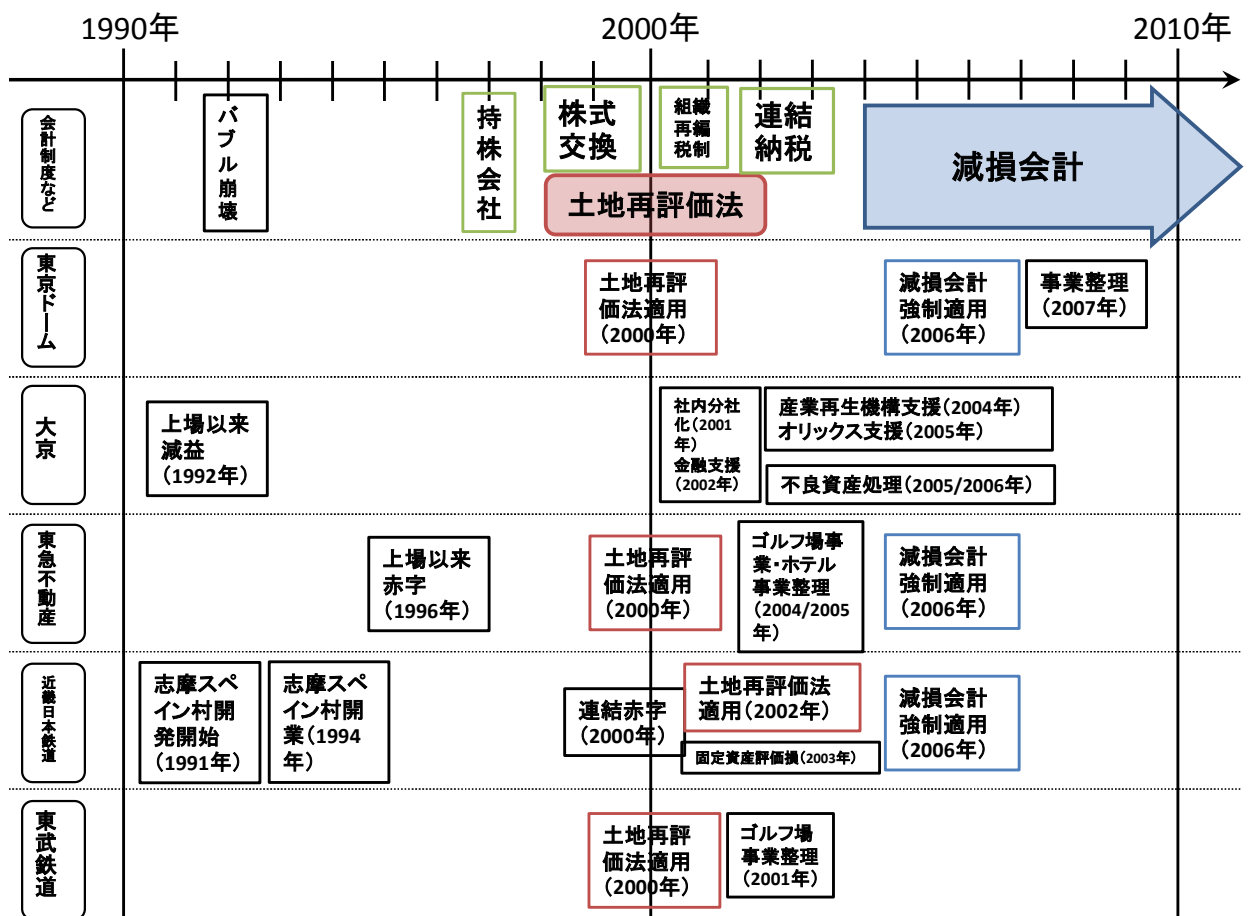 1990年
2000年
2010年
会計制度など
バブル崩壊
持株会社
株式
交換
組織
再編
税制
連結
納税
土地再評価法
減損会計
東京ドーム
土地再評
価法適用
(2000年)
減損会計
強制適用
(2006年)
事業整理
(2007年)
大京
上場以来
減益
(1992年)
社内分社
化(2001
年)
金融支援
(2002年)
産業再生機構支援(2004年)
オリックス支援(2005年)
不良資産処理(2005/2006年)
東急不動産
上場以来
赤字
(1996年)
土地再評
価法適用
(2000年)
ゴルフ場事
業・ホテル
事業整理
(2004/2005
年)
減損会計
強制適用
(2006年)
近畿日本鉄道
志摩スペ
イン村開
発開始
(1991年)
志摩スペ
イン村開
業(1994
年)
連結赤字
(2000年)
土地再評価法
適用(2002年)
固定資産評価損(2003年)
減損会計
強制適用
(2006年)
東武鉄道
土地再評
価法適用
(2000年)
ゴルフ場
事業整理
(2001年)